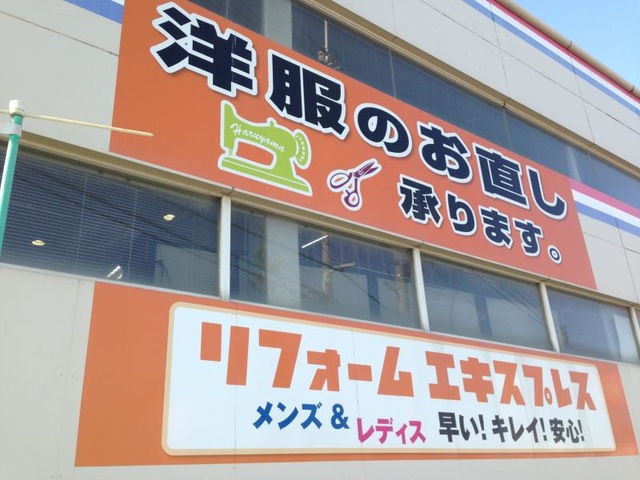 洋服のお直し
Haruyama
承ります。
リフォーム エキスプレス
メンズ & レディス 早い! キレイ! 安心!